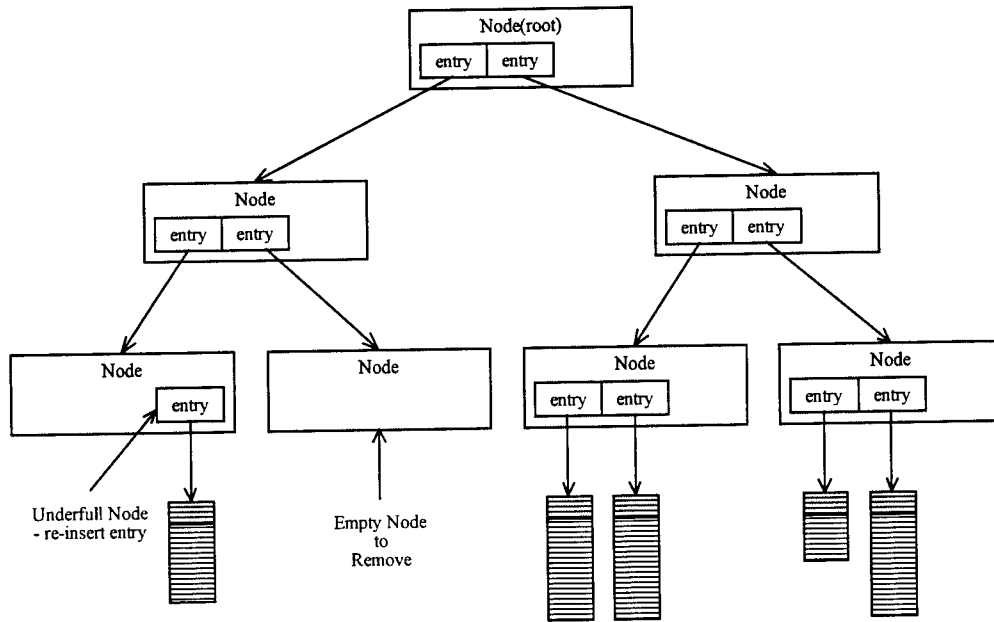 Node(root)
entry entry
Node
entry entry
Node
entry entry
Node
entry
Node
Node
entry entry
Node
entry entry
Underfull Node
- re-insert entry
Empty Node
to
Remove